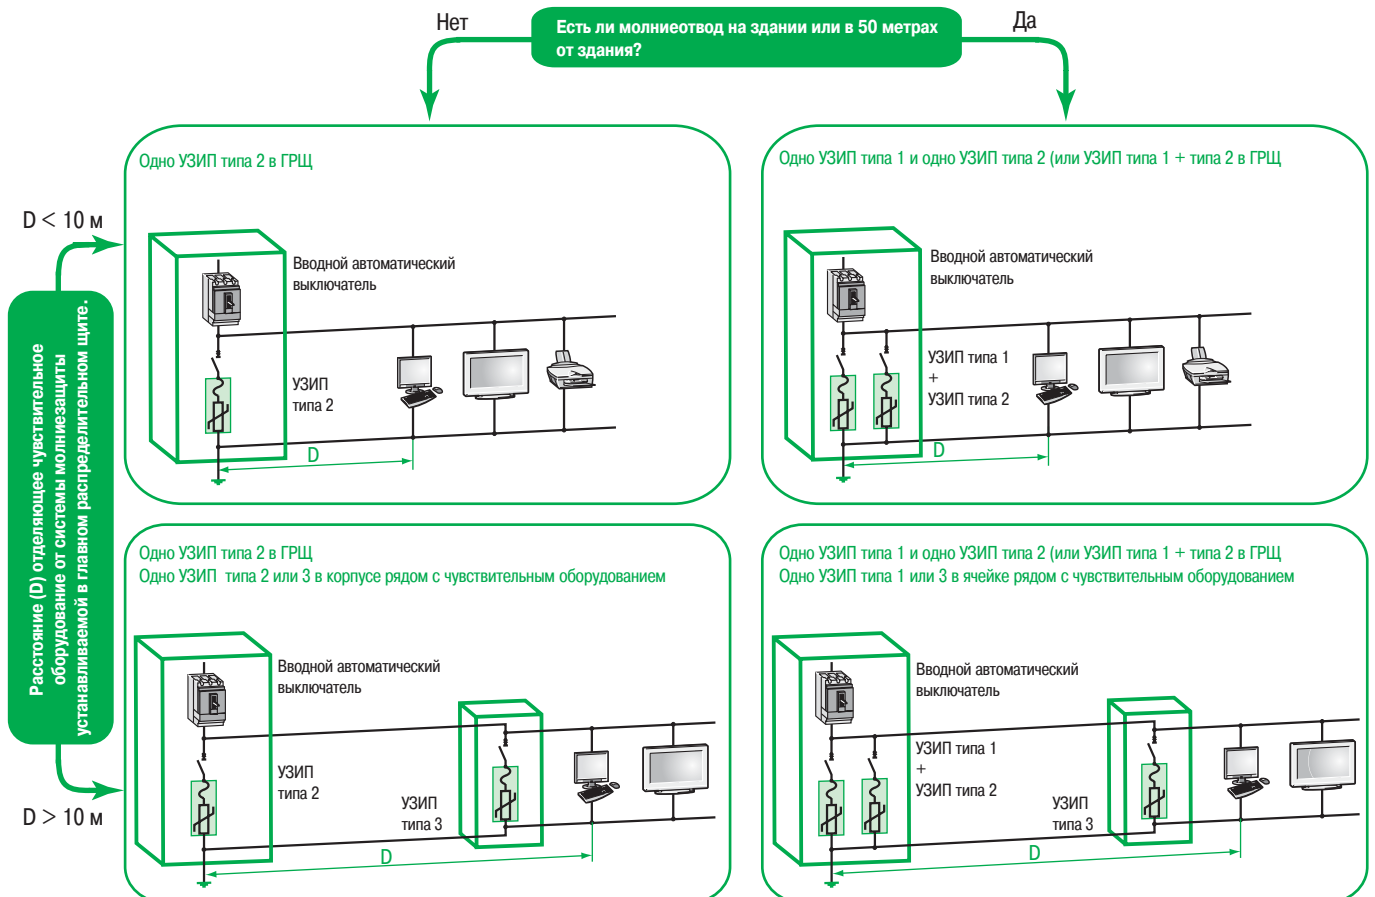 Нет
Есть ли молниеотвод на здании или в 50 метрах
от здания?
Да
D < 10 м
Расстояние (D) отделяющее чувствительное
оборудование от системы молниезащиты
устанавливаемой в главном распределительном щите.
D > 10 м
Одно УЗИП типа 2 в ГРЩ
Вводной автоматический
выключатель
УЗИП
типа 2
D
Одно УЗИП типа 1 и одно УЗИП типа 2 (или УЗИП типа 1 + типа 2 в ГРЩ
Вводной автоматический
выключатель
УЗИП типа 1
+
УЗИП типа 2
D
Одно УЗИП типа 2 в ГРЩ
Одно УЗИП типа 2 или 3 в корпусе рядом с чувствительным оборудованием
Вводной автоматический
выключатель
УЗИП
типа 2
УЗИП
типа 3
D
Одно УЗИП типа 1 и одно УЗИП типа 2 (или УЗИП типа 1 + типа 2 в ГРЩ
Одно УЗИП типа 1 или 3 в ячейке рядом с чувствительным оборудованием
Вводной автоматический
выключатель
УЗИП типа 1
+
УЗИП типа 2
УЗИП
типа 3
D